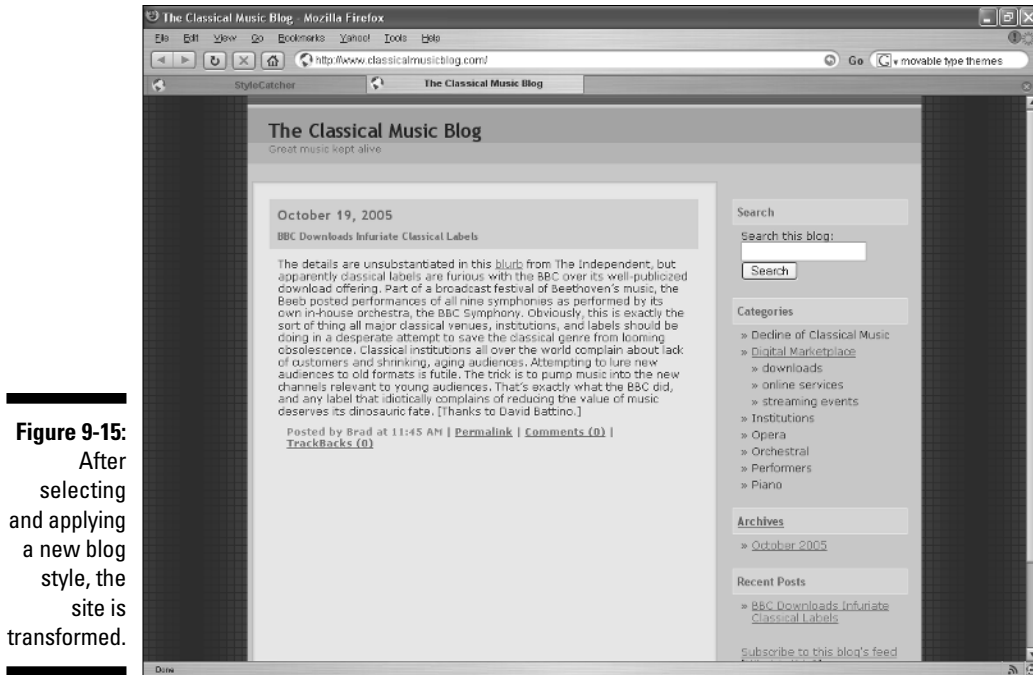 The Classical Music Blog - Mozilla Firefox
File Edit View Go Bookmarks Yahoo! Tools Help
http://www.classicalmusicblog.com/
Go
G
movable type themes
StyleCatcher
The Classical Music Blog
The Classical Music Blog
Great music kept alive
October 19, 2005
BBC Downloads Infuriate Classical Labels
The details are unsubstantiated in this blurb from The Independent, but
apparently classical labels are furious with the BBC over its well-publicized
download offering. Part of a broadcast festival of Beethoven's music, the
Beeb posted performances of all nine symphonies as performed by its
own in-house orchestra, the BBC Symphony. Obviously, this is exactly the
sort of thing all major classical venues, institutions, and labels should be
doing in a desperate attempt to save the classical genre from looming
obsolescence. Classical institutions all over the world complain about lack
of customers and shrinking, aging audiences. Attempting to lure new
audiences to old formats is futile. The trick is to pump music into the new
channels relevant to young audiences. That's exactly what the BBC did,
and any label that idiotically complains of reducing the value of music
deserves its dinosauric fate. [Thanks to David Battino.]
Posted by Brad at 11:45 AM | Permalink | Comments (0) |
TrackBacks (0)
Search
Search this blog:
Search
Categories
» Decline of Classical Music
» Digital Marketplace
» downloads
» online services
» streaming events
» Institutions
» Opera
» Orchestral
» Performers
» Piano
Archives
» October 2005
Recent Posts
» BBC Downloads Infuriate
Classical Labels
Subscribe to this blog's feed
Done
Figure 9-15:
After
selecting
and applying
a new blog
style, the
site is
transformed.